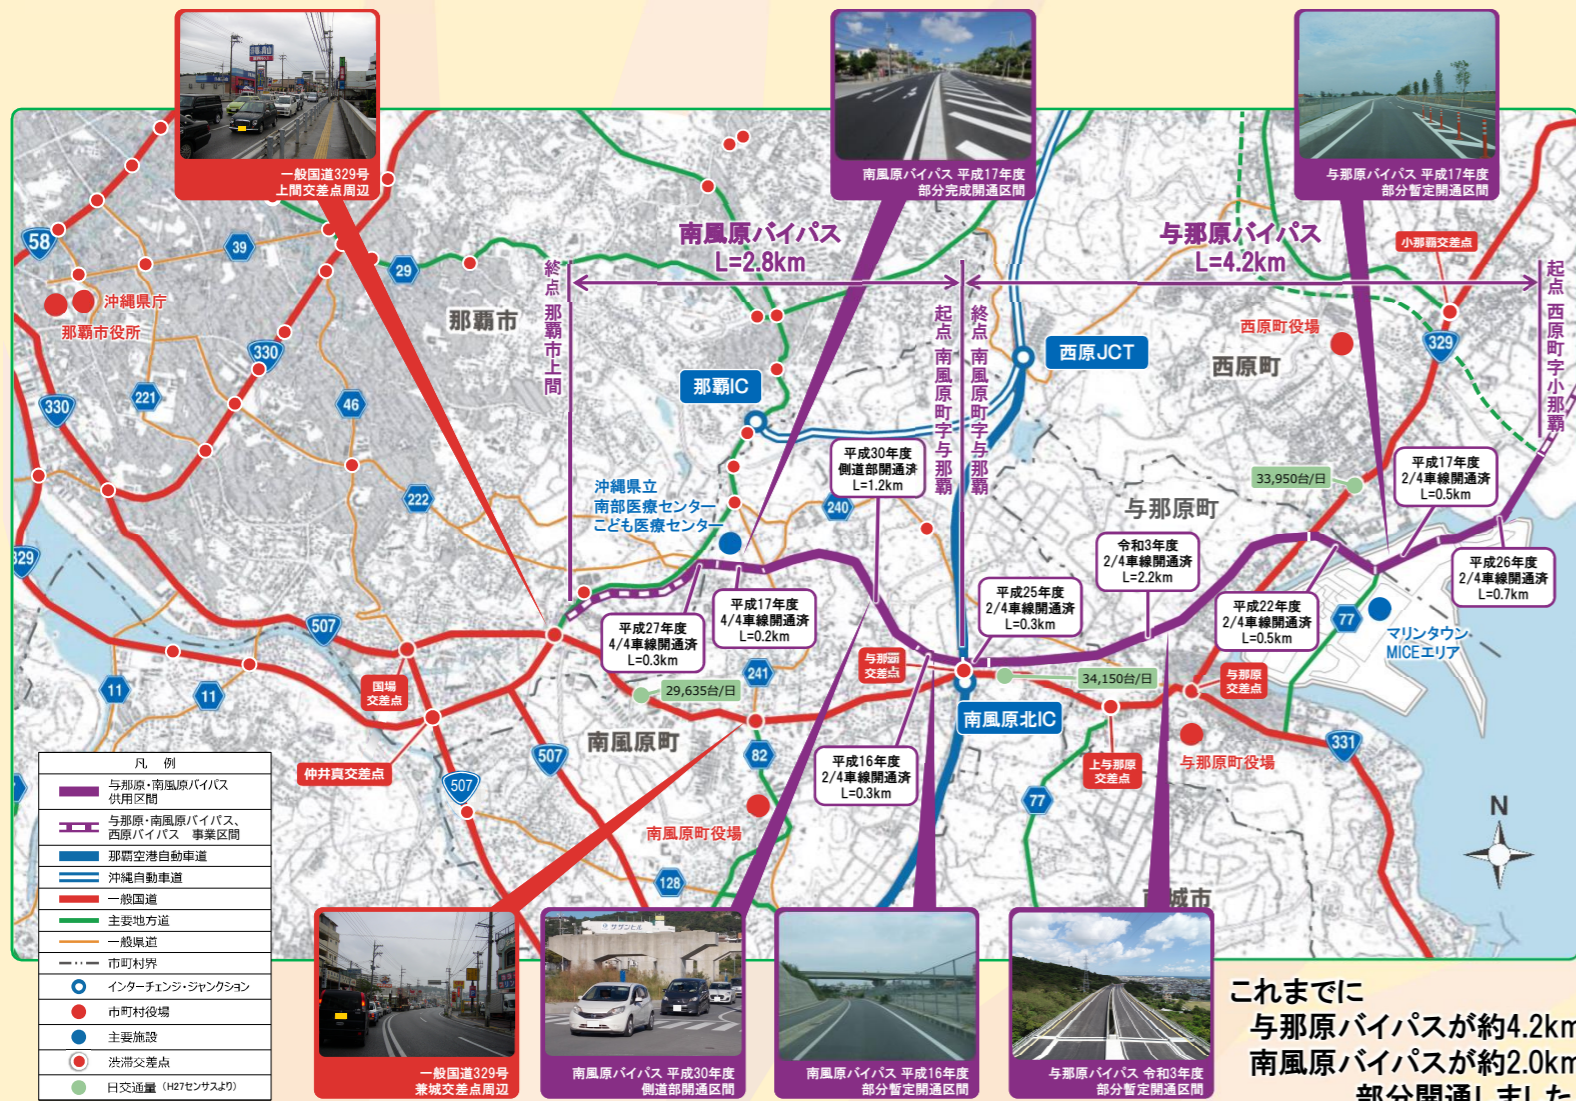 一般国道329号
上間交差点周辺
南風原バイパス 平成17年度
部分完成開通区間
与那原バイパス 平成17年度
部分暫定開通区間
南風原バイパス
L=2.8km
与那原バイパス
L=4.2km
終点 那覇市上間
起点 南風原町字与那覇
終点 南風原町字与那覇
起点 西原町字小那覇
小那覇交差点
58
39
29
沖縄県庁
那覇市役所
那覇市
330
330
221
46
222
那覇IC
西原JCT
西原町役場
西原町
329
沖縄県立
南部医療センター
こども医療センター
240
平成30年度
側道部開通済
L=1.2km
33,950台/日
平成17年度
2/4車線開通済
L=0.5km
与那原町
令和3年度
2/4車線開通済
L=2.2km
平成26年度
2/4車線開通済
L=0.7km
平成25年度
2/4車線開通済
L=0.3km
平成22年度
2/4車線開通済
L=0.5km
平成17年度
4/4車線開通済
L=0.2km
平成27年度
4/4車線開通済
L=0.3km
77
マリンタウン
MICEエリア
329
507
11
11
国場
交差点
241
29,635台/日
与那覇
交差点
34,150台/日
与那原
交差点
南風原北IC
南風原町
507
82
仲井真交差点
507
平成16年度
2/4車線開通済
L=0.3km
上与那原
交差点
与那原町役場
331
77
南風原町役場
128
城市
N
凡 例
与那原・南風原バイパス
供用区間
与那原・南風原バイパス、
西原バイパス 事業区間
那覇空港自動車道
沖縄自動車道
一般国道
主要地方道
一般県道
市町村界
インターチェンジ・ジャンクション
市町村役場
主要施設
渋滞交差点
日交通量 (H27センサスより)
一般国道329号
兼城交差点周辺
南風原バイパス 平成30年度
側道部開通区間
南風原バイパス 平成16年度
部分暫定開通区間
与那原バイパス 令和3年度
部分暫定開通区間
これまでに
与那原バイパスが約4.2km
南風原バイパスが約2.0km
部分開通しました